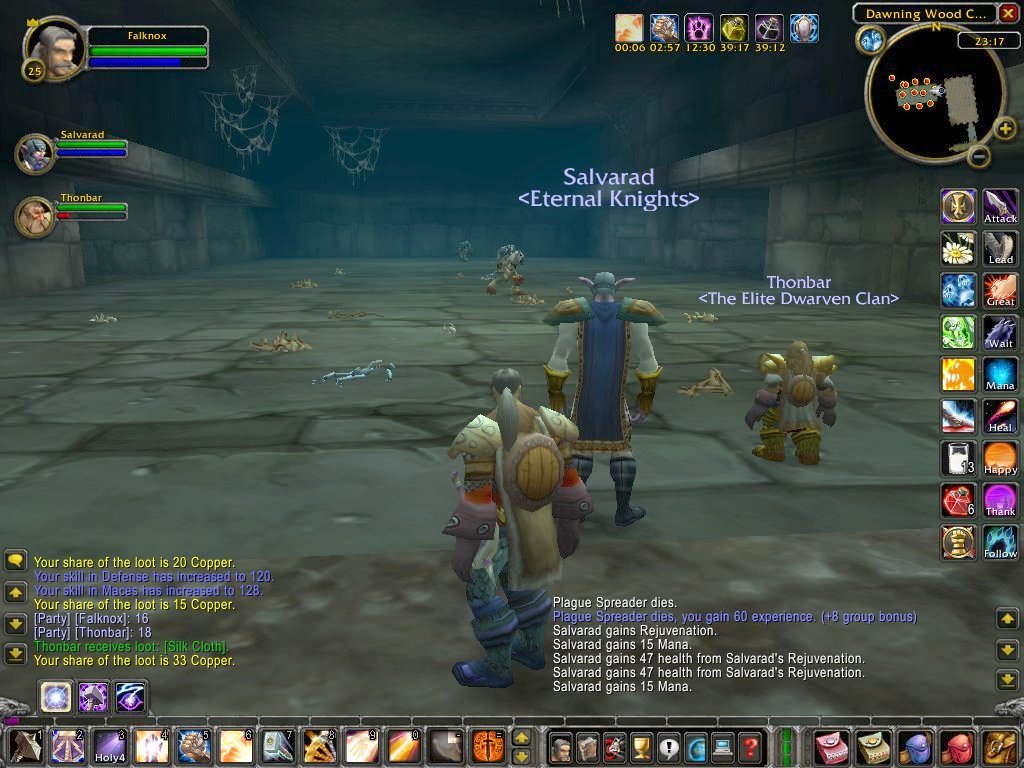 Falknox
25
Salvarad
Thonbar
00:06 02:57 12:30 39:17 39:12
Dawning Wood C...
N
23:17
Salvarad
<Eternal Knights>
Thonbar
<The Elite Dwarven Clan>
Attack
Lead
Great
Wait
Mana
Heal
13
Happy
6
Thank
Follow
Your share of the loot is 20 Copper.
Your skill in Defense has increased to 120.
Your skill in Maces has increased to 128.
Your share of the loot is 15 Copper.
[Party] [Falknox]: 16
[Party] [Thonbar]: 18
Thonbar receives loot: [Silk Cloth].
Your share of the loot is 33 Copper.
Plague Spreader dies.
Plague Spreader dies, you gain 60 experience. (+8 group bonus)
Salvarad gains Rejuvenation.
Salvarad gains 15 Mana.
Salvarad gains 47 health from Salvarad's Rejuvenation.
Salvarad gains 47 health from Salvarad's Rejuvenation.
Salvarad gains 15 Mana.
1 2 3 4 5 6 7 8 9 0 - =
Holy4